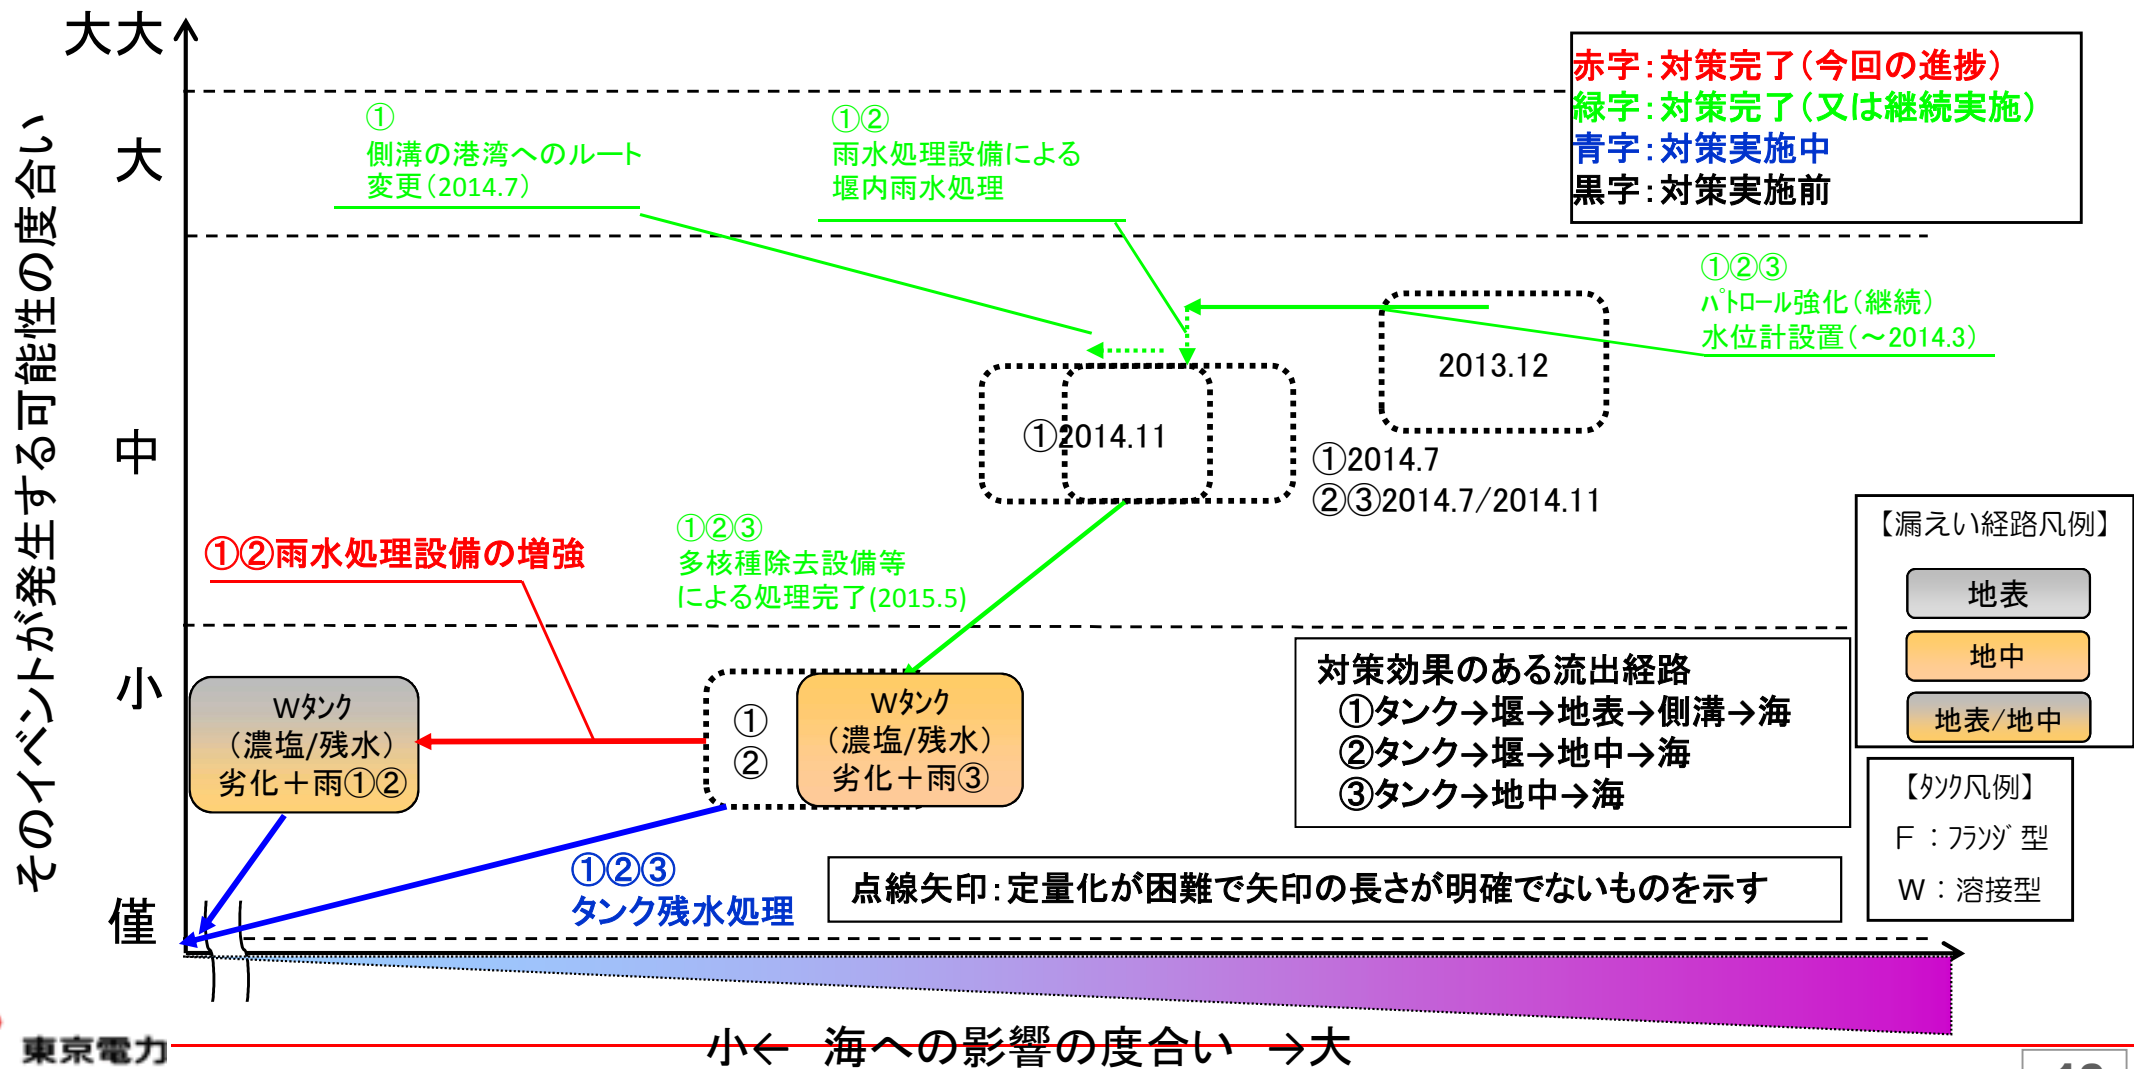 大大
大
中
小
僅
そのイベントが発生する可能性の度合い
赤字：対策完了（今回の進捗）
緑字：対策完了（又は継続実施）
青字：対策実施中
黒字：対策実施前
①
側溝の港湾へのルート
変更（2014.7）
①②
雨水処理設備による
堰内雨水処理
①②③
ﾊﾟﾄﾛｰﾙ強化（継続）
水位計設置（～2014.3）
2013.12
①2014.11
①2014.7
②③2014.7/2014.11
①②雨水処理設備の増強
①②③
多核種除去設備等
による処理完了(2015.5)
【漏えい経路凡例】
地表
地中
地表/地中
Wﾀﾝｸ
（濃塩/残水）
劣化＋雨①②
①
②
Wﾀﾝｸ
（濃塩/残水）
劣化＋雨③
対策効果のある流出経路
①タンク→堰→地表→側溝→海
②タンク→堰→地中→海
③タンク→地中→海
【ﾀﾝｸ凡例】
F：ﾌﾗﾝｼﾞ型
W：溶接型
①②③
タンク残水処理
点線矢印：定量化が困難で矢印の長さが明確でないものを示す
小← 海への影響の度合い →大
東京電力